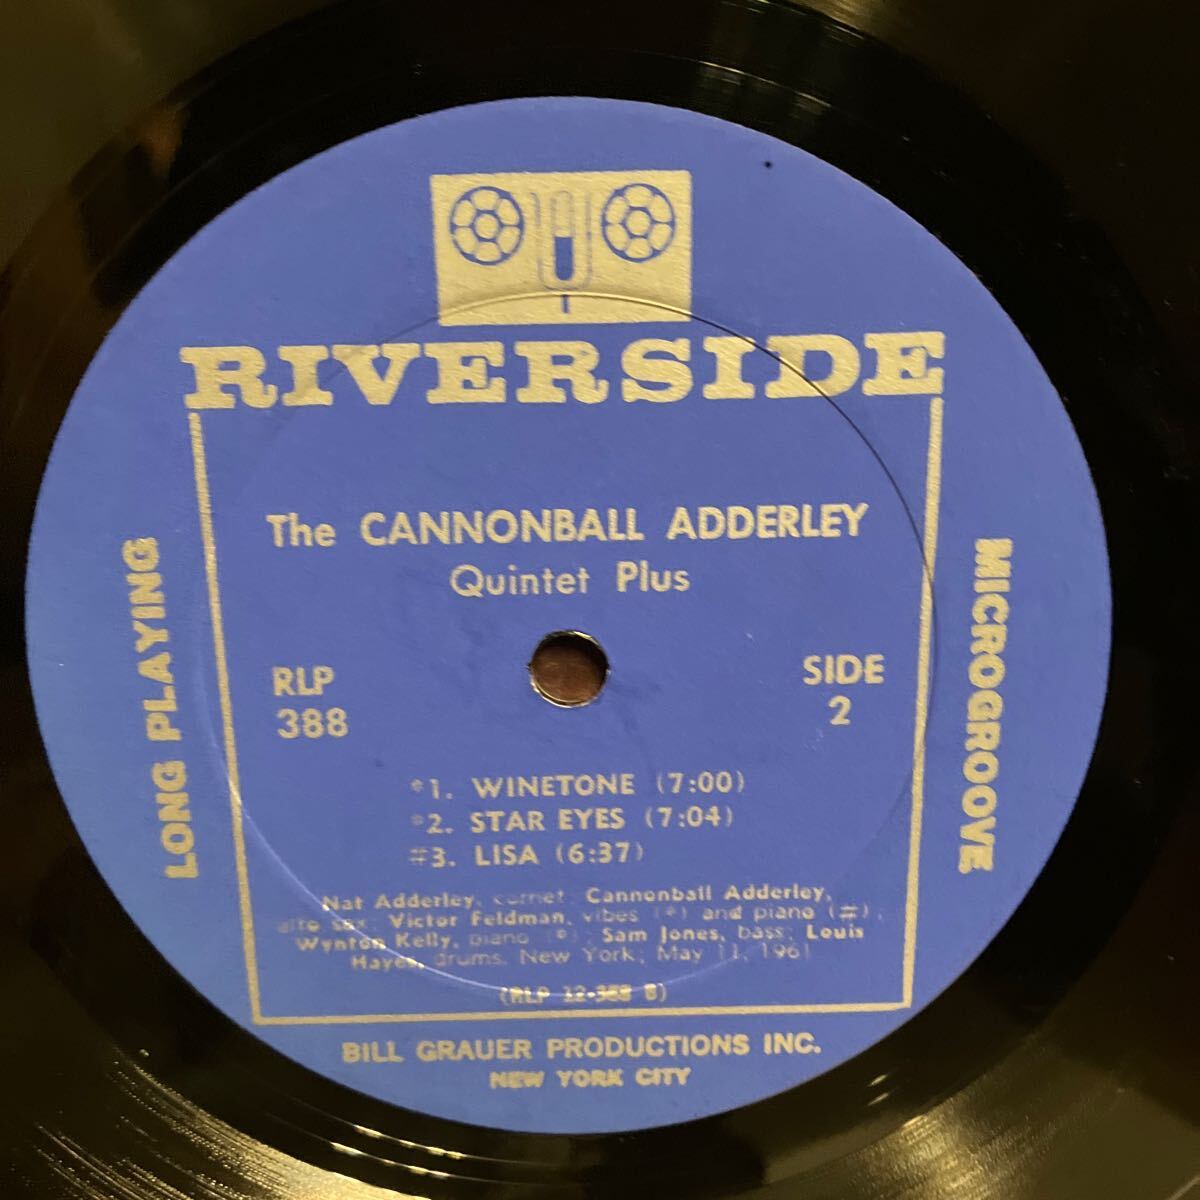 RIVERSIDE
The CANNONBALL ADDERLEY
Quintet Plus
LONG PLAYING
MICROGROOVE
RLP
388
SIDE
2
*1. WINETONE (7:00)
*2. STAR EYES (7:04)
#3. LISA (6:37)
Nat Adderley, cornet; Cannonball Adderley,
alto sax; Victor Feldman, vibes (*) and piano (#);
Wynton Kelly, piano (*); Sam Jones, bass; Louis
Hayes, drums. New York; May 11, 1961
(RLP 12-388 B)
BILL GRAUER PRODUCTIONS INC.
NEW YORK CITY